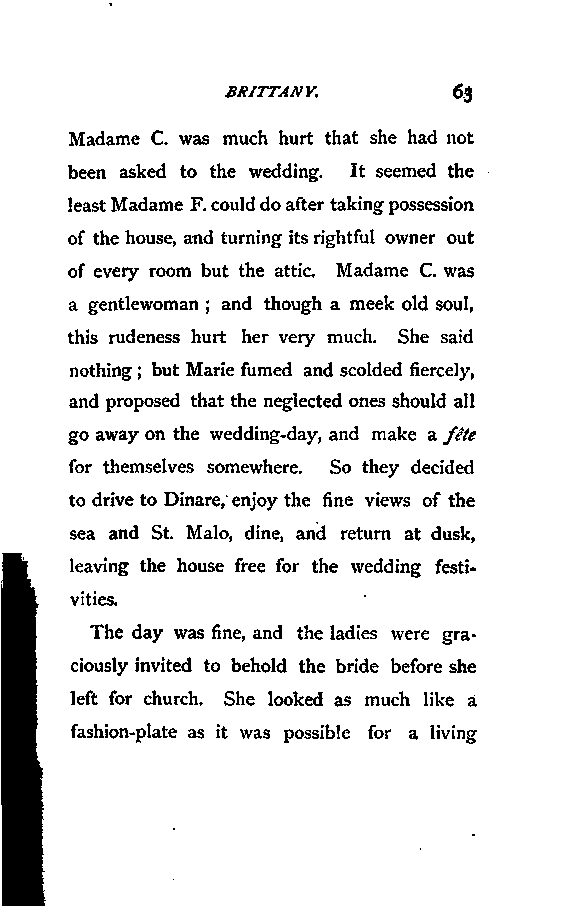 BRITTANY. 63
Madame C. was much hurt that she had not
been asked to the wedding. It seemed the
least Madame F. could do after taking possession
of the house, and turning its rightful owner out
of every room but the attic. Madame C. was
a gentlewoman ; and though a meek old soul,
this rudeness hurt her very much. She said
nothing ; but Marie fumed and scolded fiercely,
and proposed that the neglected ones should all
go away on the wedding-day, and make a fête
for themselves somewhere. So they decided
to drive to Dinare, enjoy the fine views of the
sea and St. Malo, dine, and return at dusk,
leaving the house free for the wedding festi-
vities.
The day was fine, and the ladies were gra-
ciously invited to behold the bride before she
left for church. She looked as much like a
fashion-plate as it was possible for a living